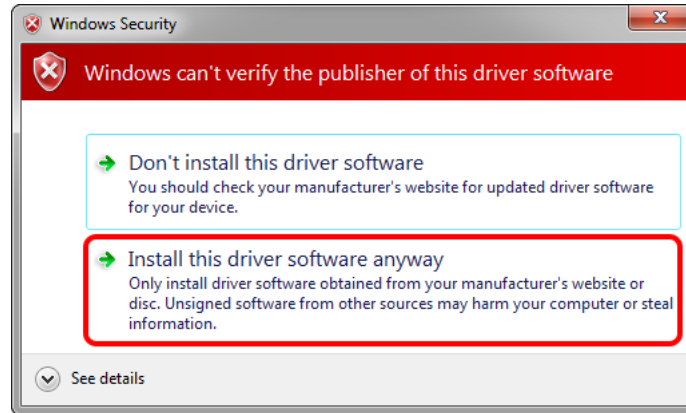 Windows Security
Windows can't verify the publisher of this driver software
Don't install this driver software
You should check your manufacturer's website for updated driver software
for your device.
Install this driver software anyway
Only install driver software obtained from your manufacturer's website or
disc. Unsigned software from other sources may harm your computer or steal
information.
See details